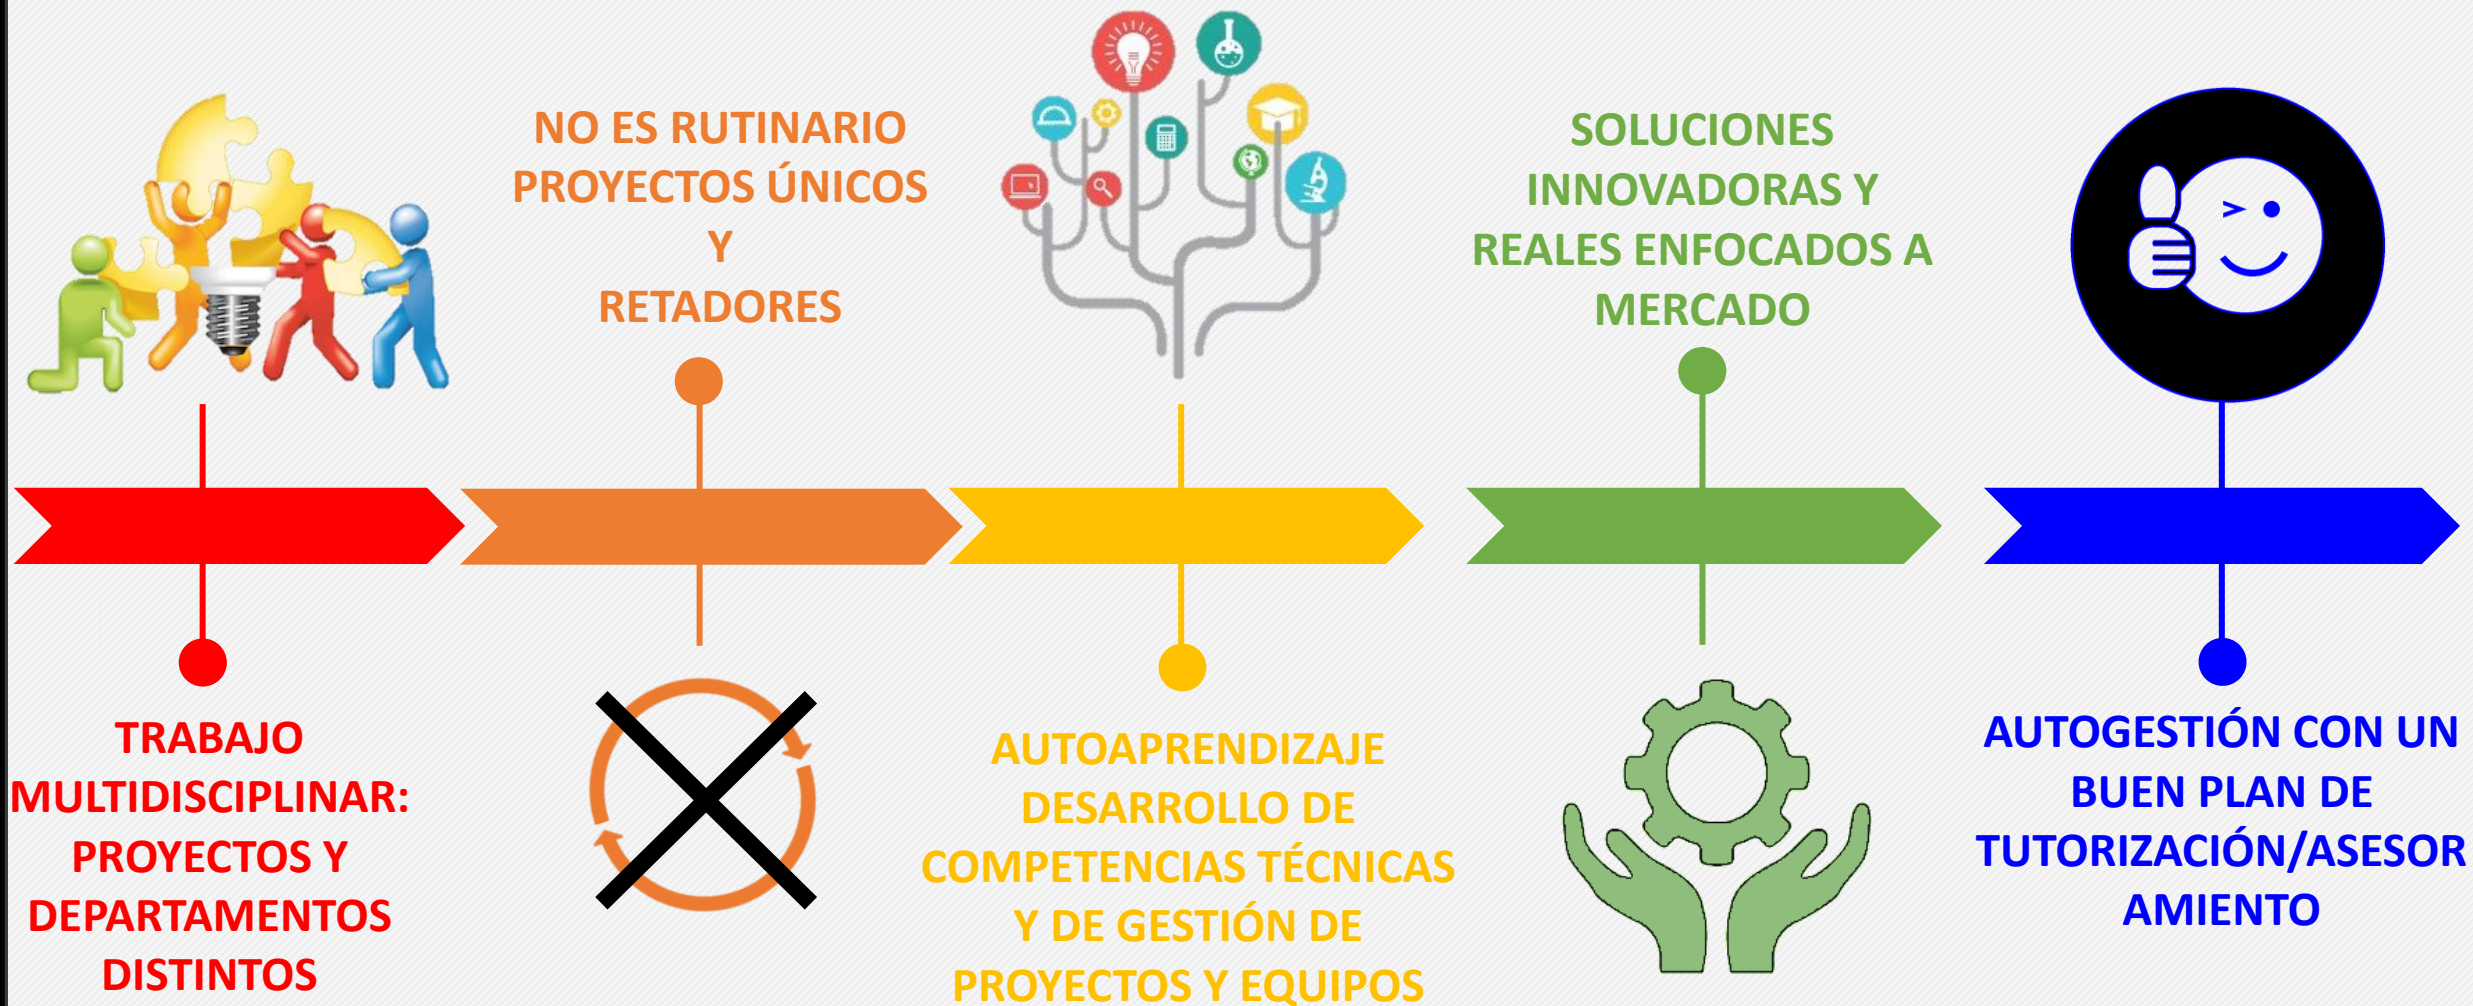 TRABAJO
MULTIDISCIPLINAR:
PROYECTOS Y
DEPARTAMENTOS
DISTINTOS
NO ES RUTINARIO
PROYECTOS ÚNICOS
Y
RETADORES
AUTOAPRENDIZAJE
DESARROLLO DE
COMPETENCIAS TÉCNICAS
Y DE GESTIÓN DE
PROYECTOS Y EQUIPOS
SOLUCIONES
INNOVADORAS Y
REALES ENFOCADOS A
MERCADO
AUTOGESTIÓN CON UN
BUEN PLAN DE
TUTORIZACIÓN/ASESOR
AMIENTO